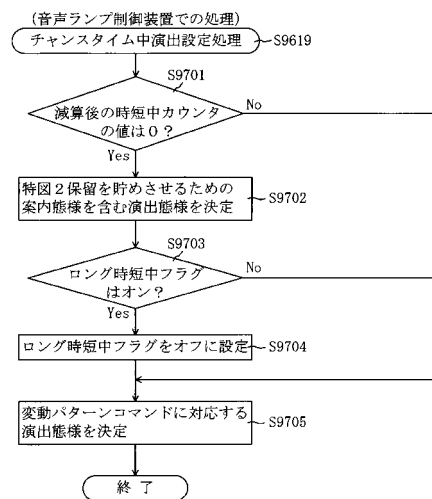 (音声ランプ制御装置での処理)
チャンスタイム中演出設定処理
S9619
S9701
減算後の時短中カウンタ
の値は0?
No
Yes
特図2保留を貯めさせるための
案内態様を含む演出態様を決定
S9702
S9703
ロング時短中フラグ
はオン?
No
Yes
ロング時短中フラグをオフに設定
S9704
変動パターンコマンドに対応する
演出態様を決定
S9705
終了